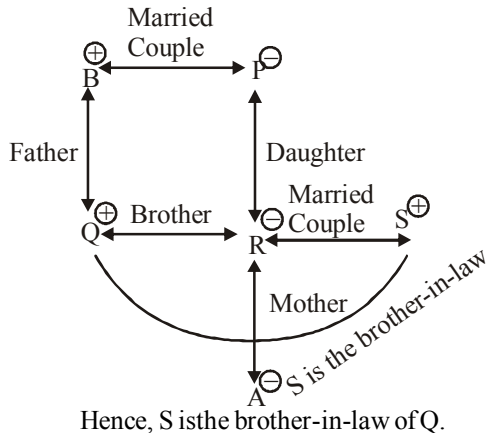 Married
Couple
B
+
P
−
Father
Daughter
Married
Couple
Q
+
Brother
R
−
S
+
Mother
S is the brother-in-law
A
−
Hence, S isthe brother-in-law of Q.